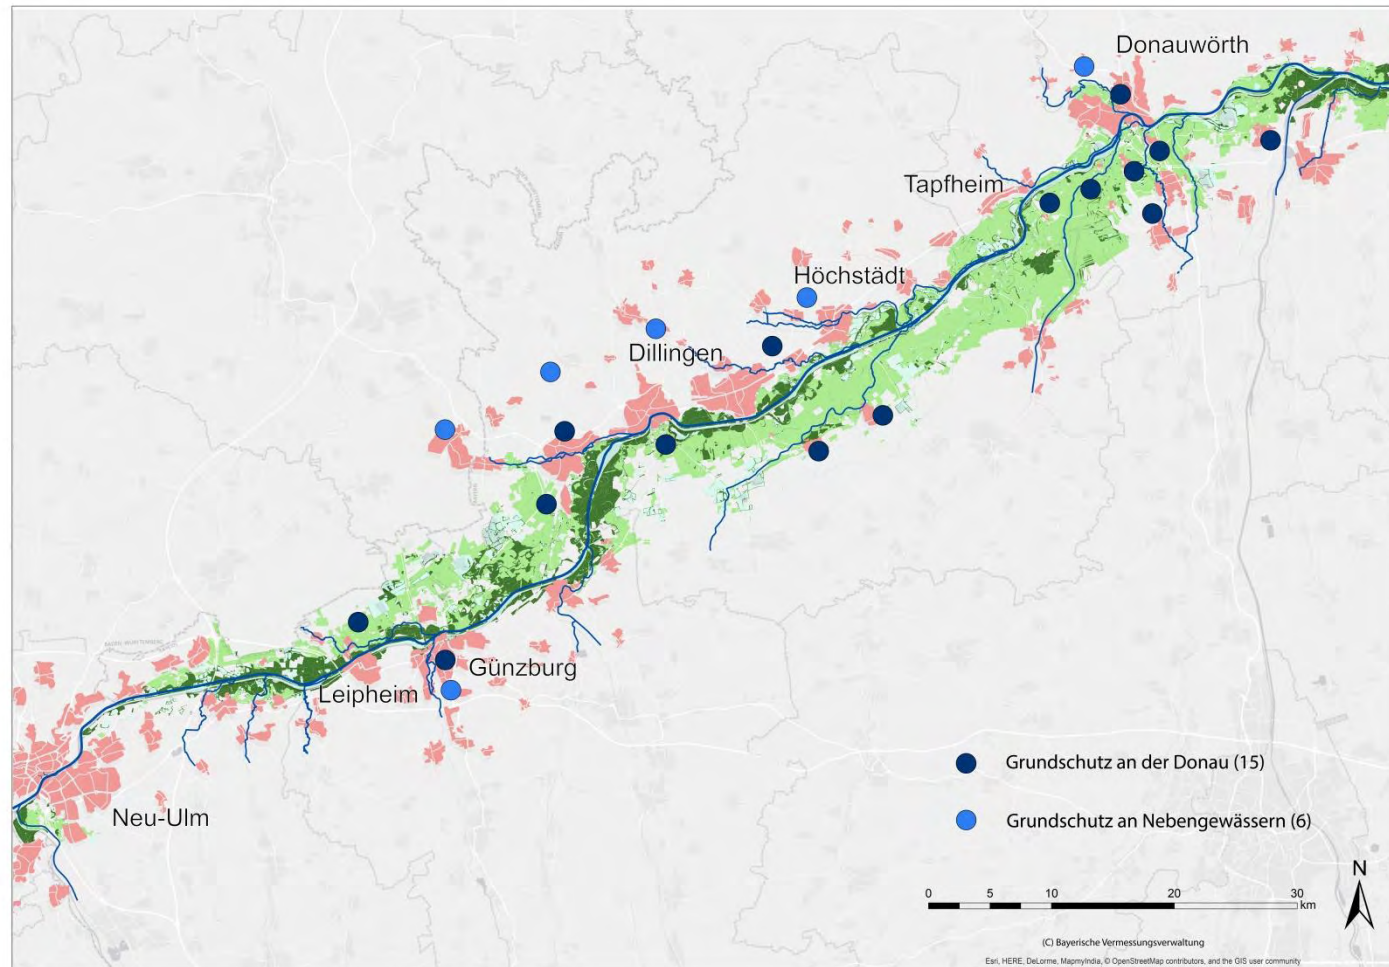 Donauwörth
Tapfheim
Höchstädt
Dillingen
Günzburg
Leipheim
Neu-Ulm
Grundschutz an der Donau (15)
Grundschutz an Nebengewässern (6)
N
0 5 10 20 30
km
(C) Bayerische Vermessungsverwaltung
Esri, HERE, DeLorme, MapmyIndia, © OpenStreetMap contributors, and the GIS user community